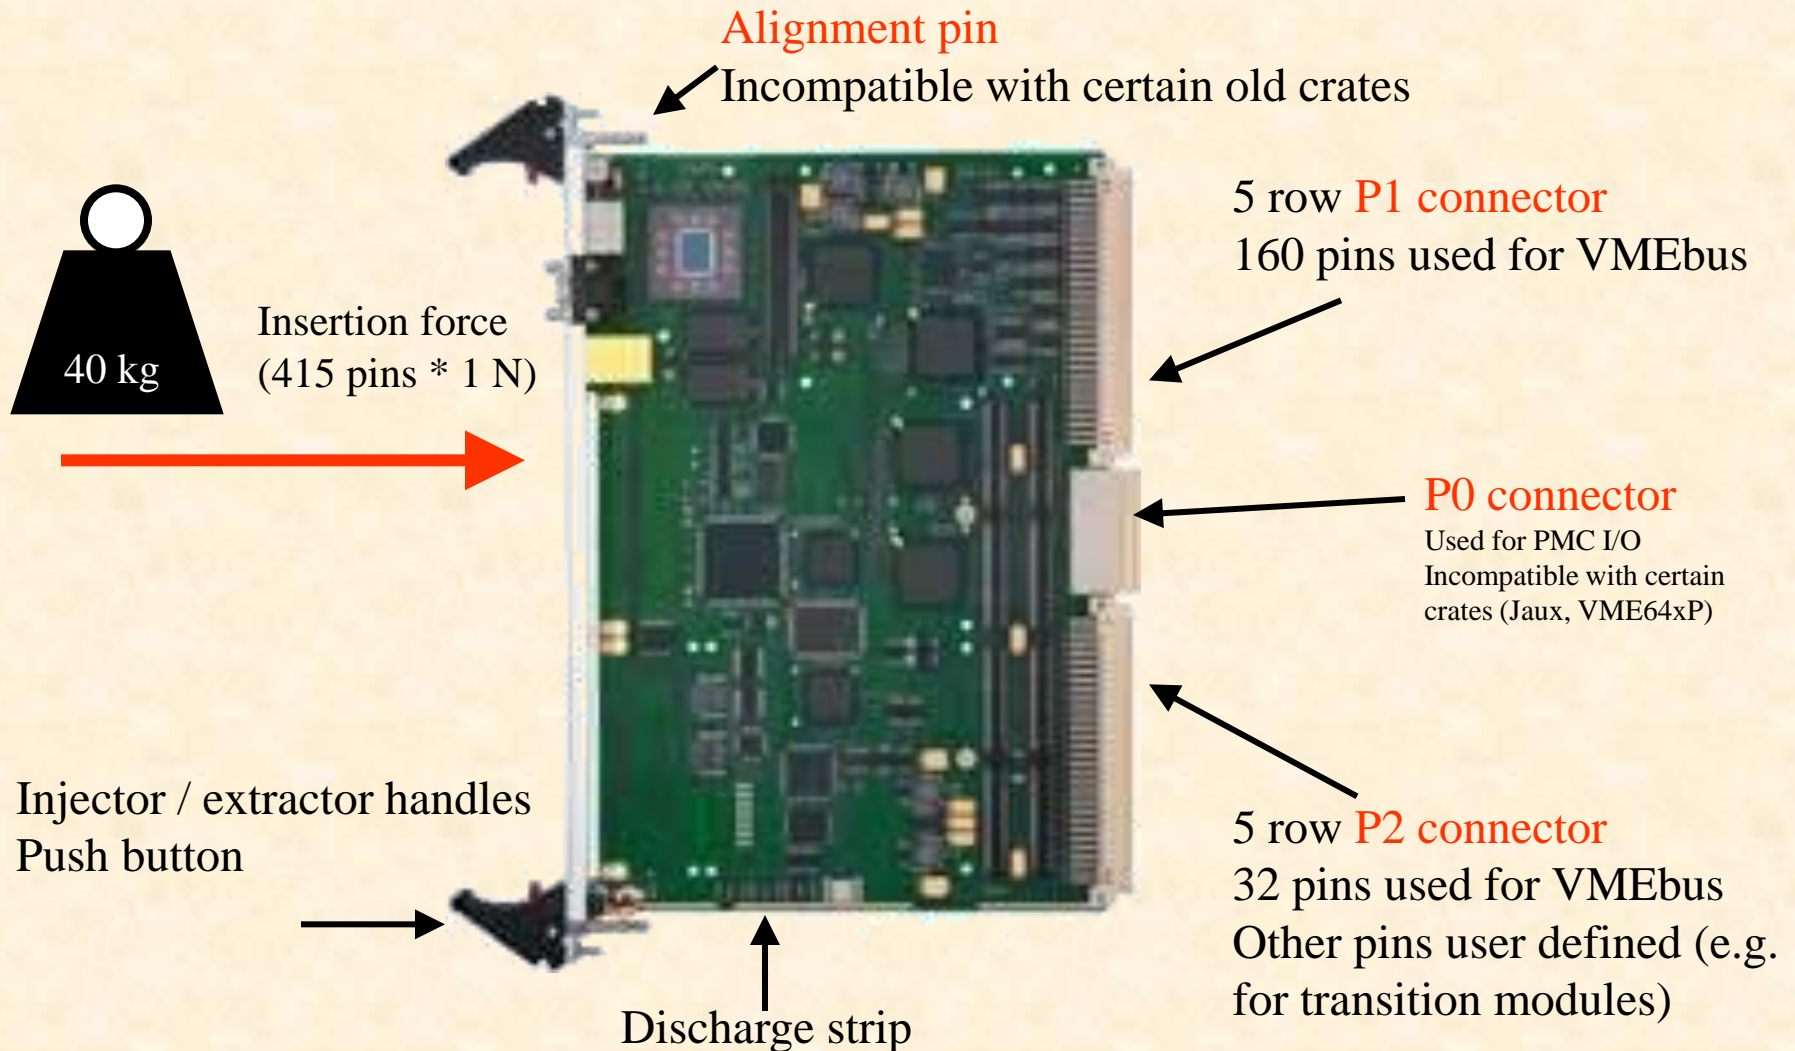 Alignment pin
Incompatible with certain old crates
5 row P1 connector
160 pins used for VMEbus
Insertion force
(415 pins * 1 N)
40 kg
P0 connector
Used for PMC I/O
Incompatible with certain
crates (Jaux, VME64xP)
Injector / extractor handles
Push button
5 row P2 connector
32 pins used for VMEbus
Other pins user defined (e.g.
for transition modules)
Discharge strip